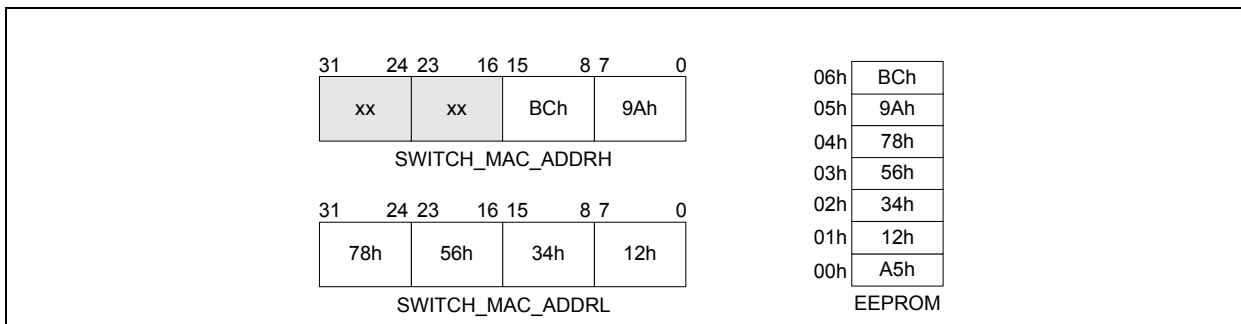 31 24 23 16 15 8 7 0
xx xx BCh 9Ah
SWITCH_MAC_ADDRH
31 24 23 16 15 8 7 0
78h 56h 34h 12h
SWITCH_MAC_ADDRL
06h BCh
05h 9Ah
04h 78h
03h 56h
02h 34h
01h 12h
00h A5h
EEPROM